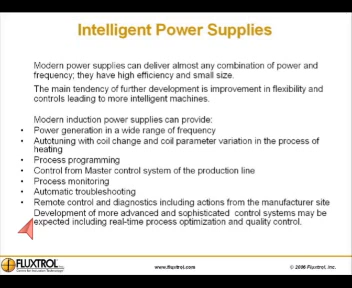 Intelligent Power Supplies
Modern power supplies can deliver almost any combination of power and
frequency; they have high efficiency and small size.
The main tendency of further development is improvement in flexibility and
controls leading to more intelligent machines.
Modern induction power supplies can provide:
• Power generation in a wide range of frequency
• Autotuning with coil change and coil parameter variation in the process of
heating
• Process programming
• Control from Master control system of the production line
• Process monitoring
• Automatic troubleshooting
• Remote control and diagnostics including actions from the manufacturer site
Development of more advanced and sophisticated control systems may be
expected including real-time process optimization and quality control.
FLUXTROL
www.fluxtrol.com
© 2006 Fluxtrol, Inc.